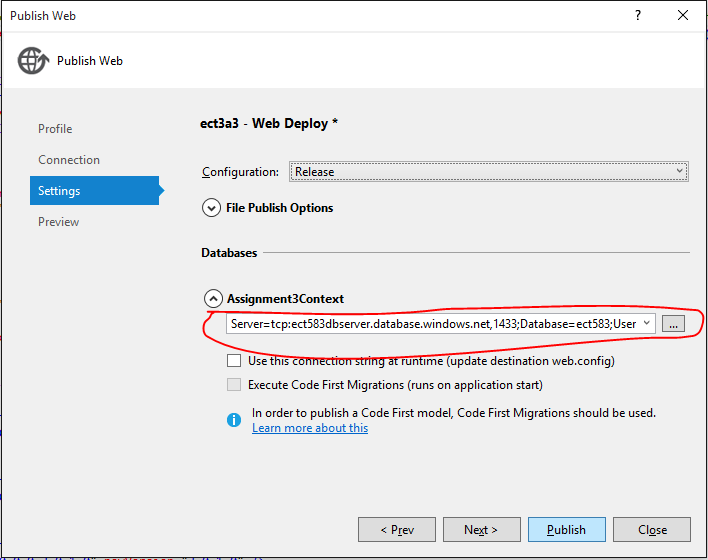 Publish Web
? ×
Publish Web
Profile
Connection
Settings
Preview
ect3a3 - Web Deploy *
Configuration: Release
File Publish Options
Databases
Assignment3Context
Server=tcp:ect583dbserver.database.windows.net,1433;Database=ect583;User
...
Use this connection string at runtime (update destination web.config)
Execute Code First Migrations (runs on application start)
In order to publish a Code First model, Code First Migrations should be used.
Learn more about this
< Prev
Next >
Publish
Close